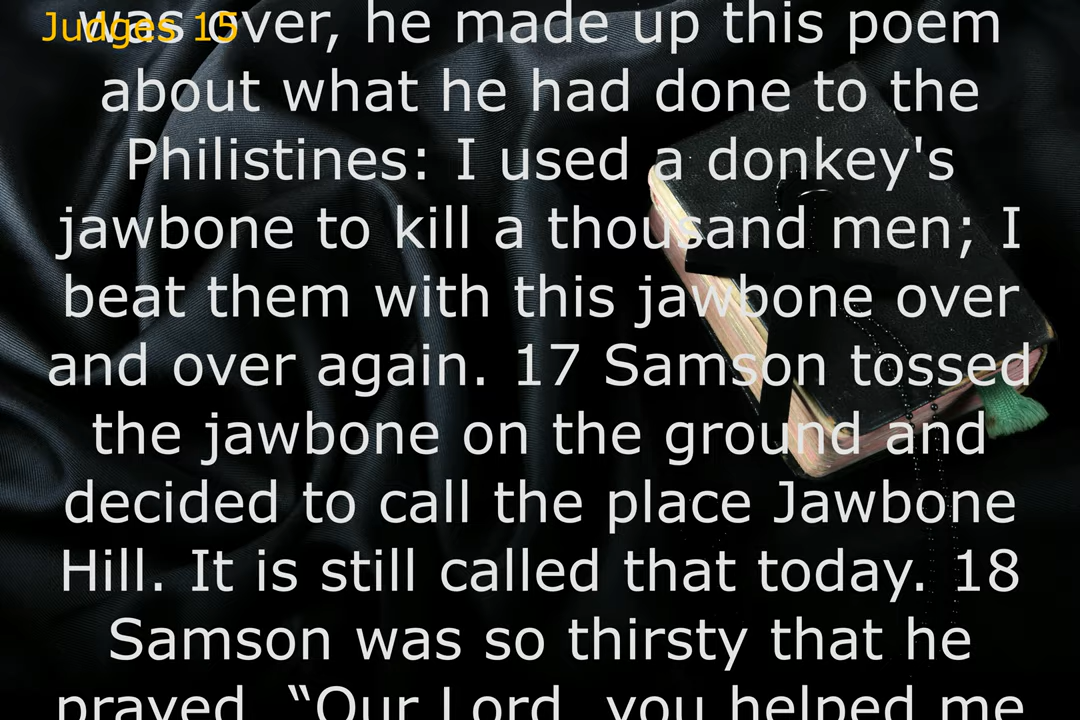 Judges 15
was over, he made up this poem
about what he had done to the
Philistines: I used a donkey's
jawbone to kill a thousand men; I
beat them with this jawbone over
and over again. 17 Samson tossed
the jawbone on the ground and
decided to call the place Jawbone
Hill. It is still called that today. 18
Samson was so thirsty that he
prayed, “Our Lord, you helped me